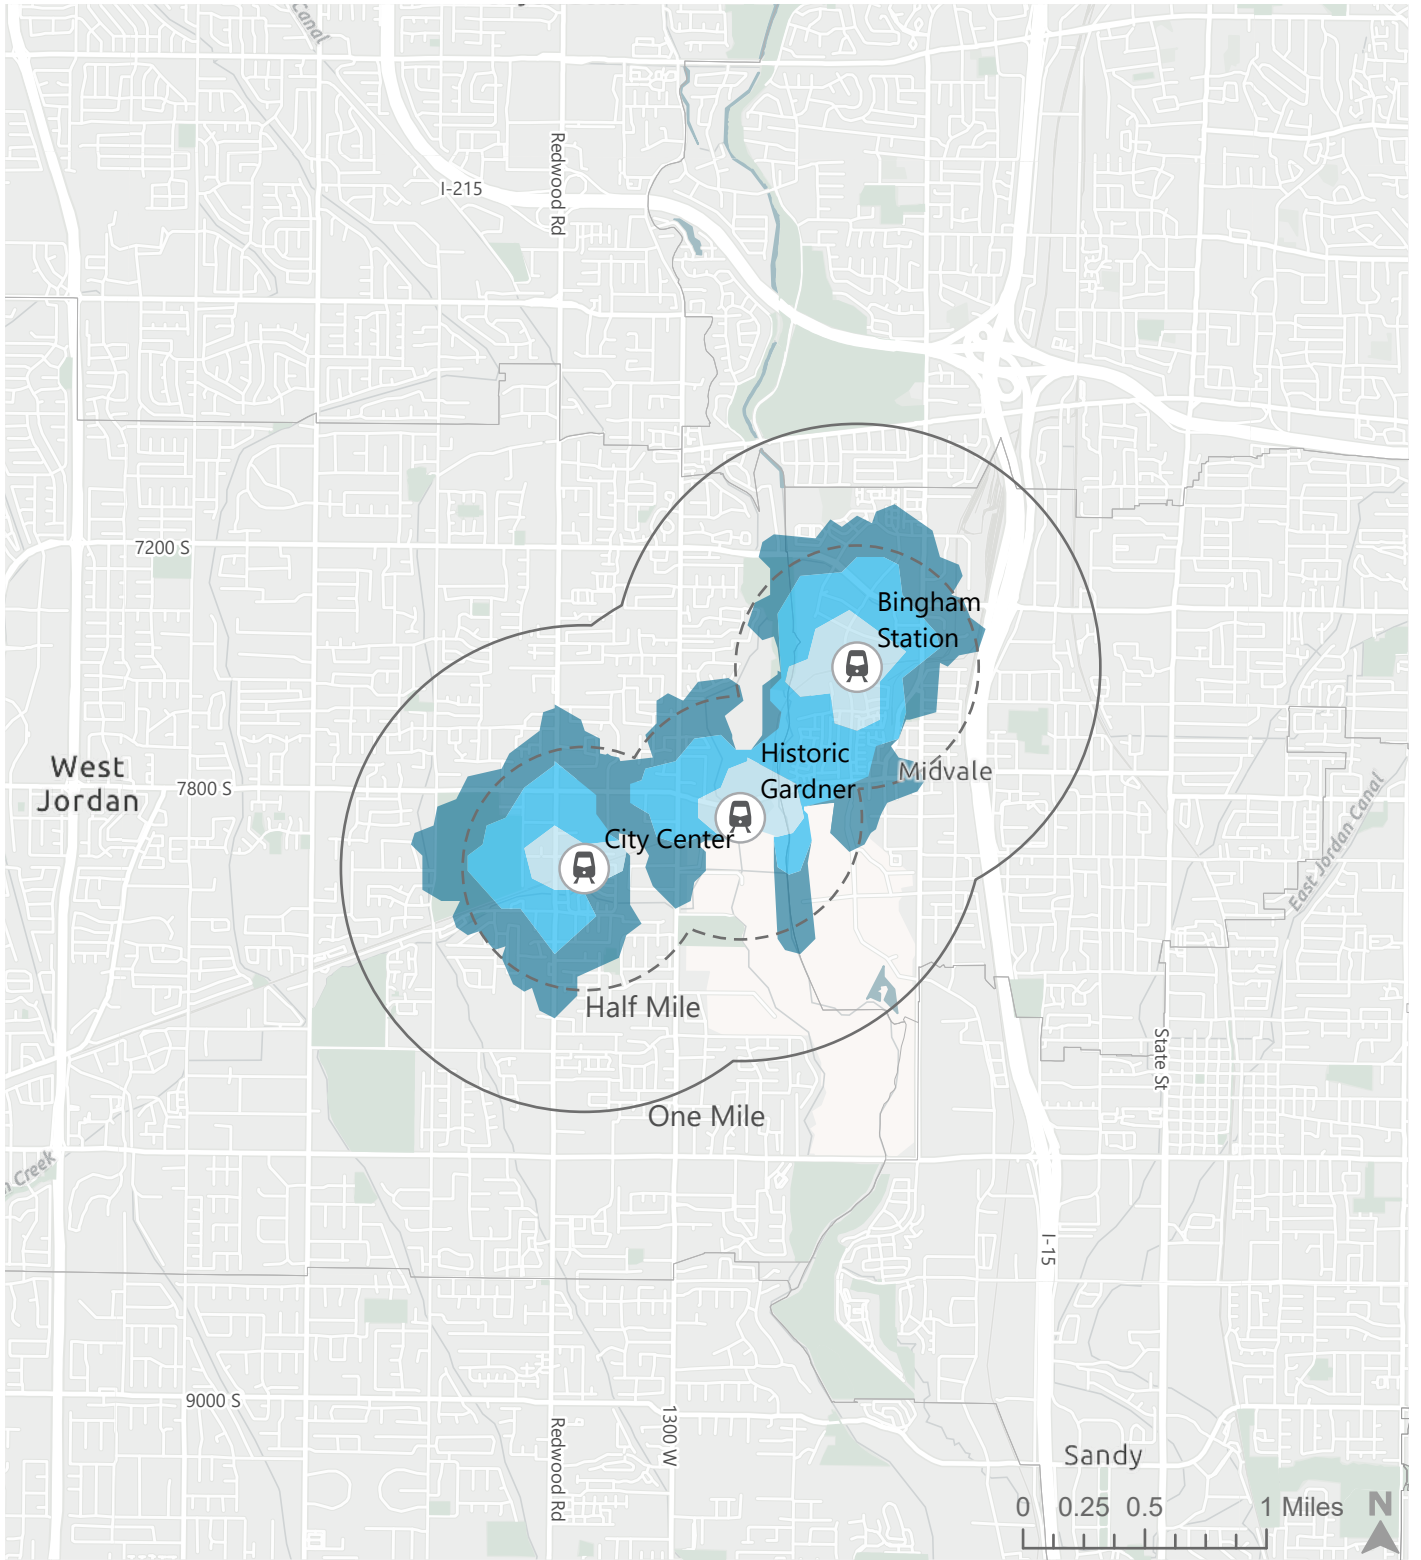 Canal
Redwood Rd
I-215
7200 S
Bingham
Station
West
Jordan
7800 S
Historic
Gardner
Midvale
City Center
East Jordan Canal
Half Mile
State St
One Mile
Creek
I-15
9000 S
Redwood Rd
1300 W
Sandy
0 0.25 0.5 1 Miles
N